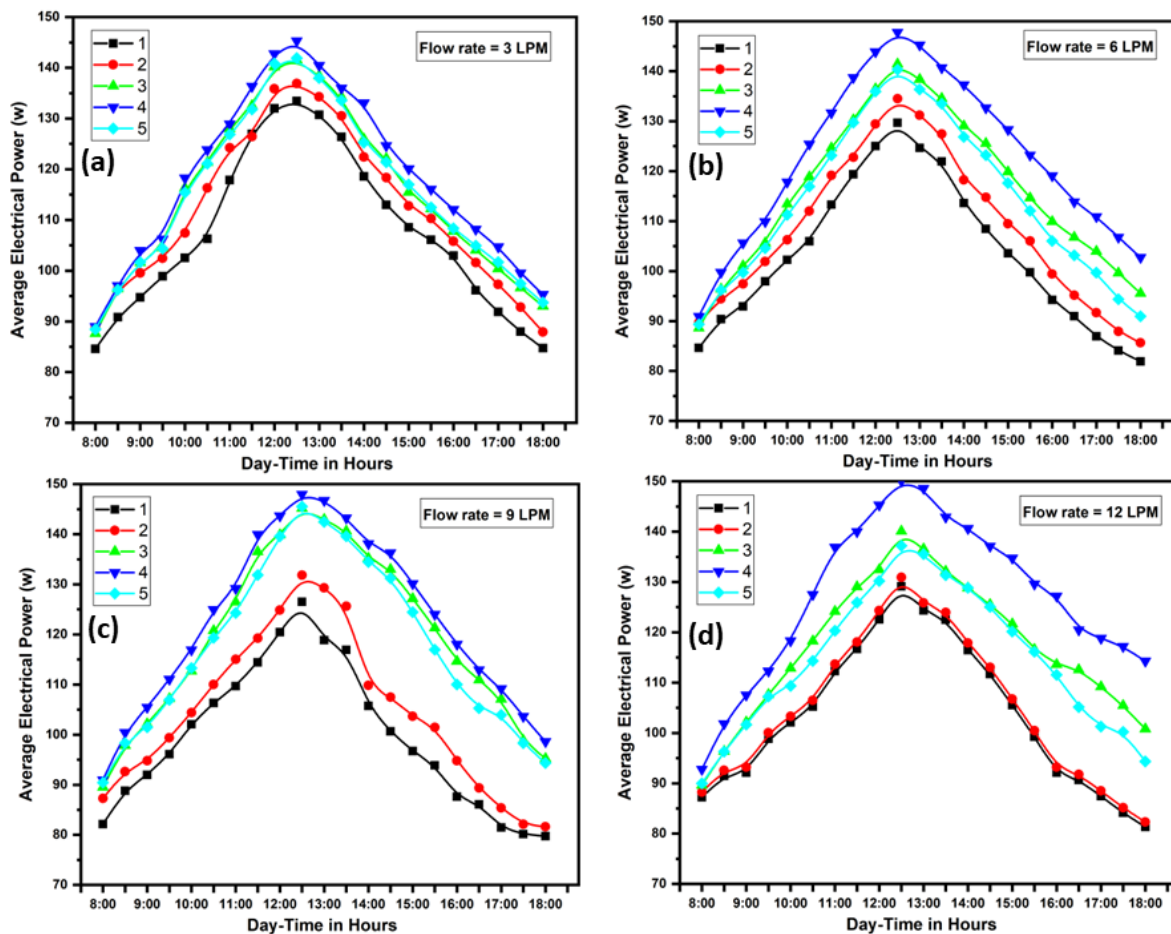 150
140
130
120
110
100
90
80
70
Average Electrical Power (w)
1
2
3
4
5
Flow rate = 3 LPM
(a)
8:00 9:00 10:00 11:00 12:00 13:00 14:00 15:00 16:00 17:00 18:00
Day-Time in Hours
150
140
130
120
110
100
90
80
70
Average Electrical Power (w)
1
2
3
4
5
Flow rate = 6 LPM
(b)
8:00 9:00 10:00 11:00 12:00 13:00 14:00 15:00 16:00 17:00 18:00
Day-Time in Hours
150
140
130
120
110
100
90
80
70
Average Electrical Power (w)
1
2
3
4
5
Flow rate = 9 LPM
(c)
8:00 9:00 10:00 11:00 12:00 13:00 14:00 15:00 16:00 17:00 18:00
Day-Time in Hours
150
140
130
120
110
100
90
80
70
Average Electrical Power (w)
1
2
3
4
5
Flow rate = 12 LPM
(d)
8:00 9:00 10:00 11:00 12:00 13:00 14:00 15:00 16:00 17:00 18:00
Day-Time in Hours